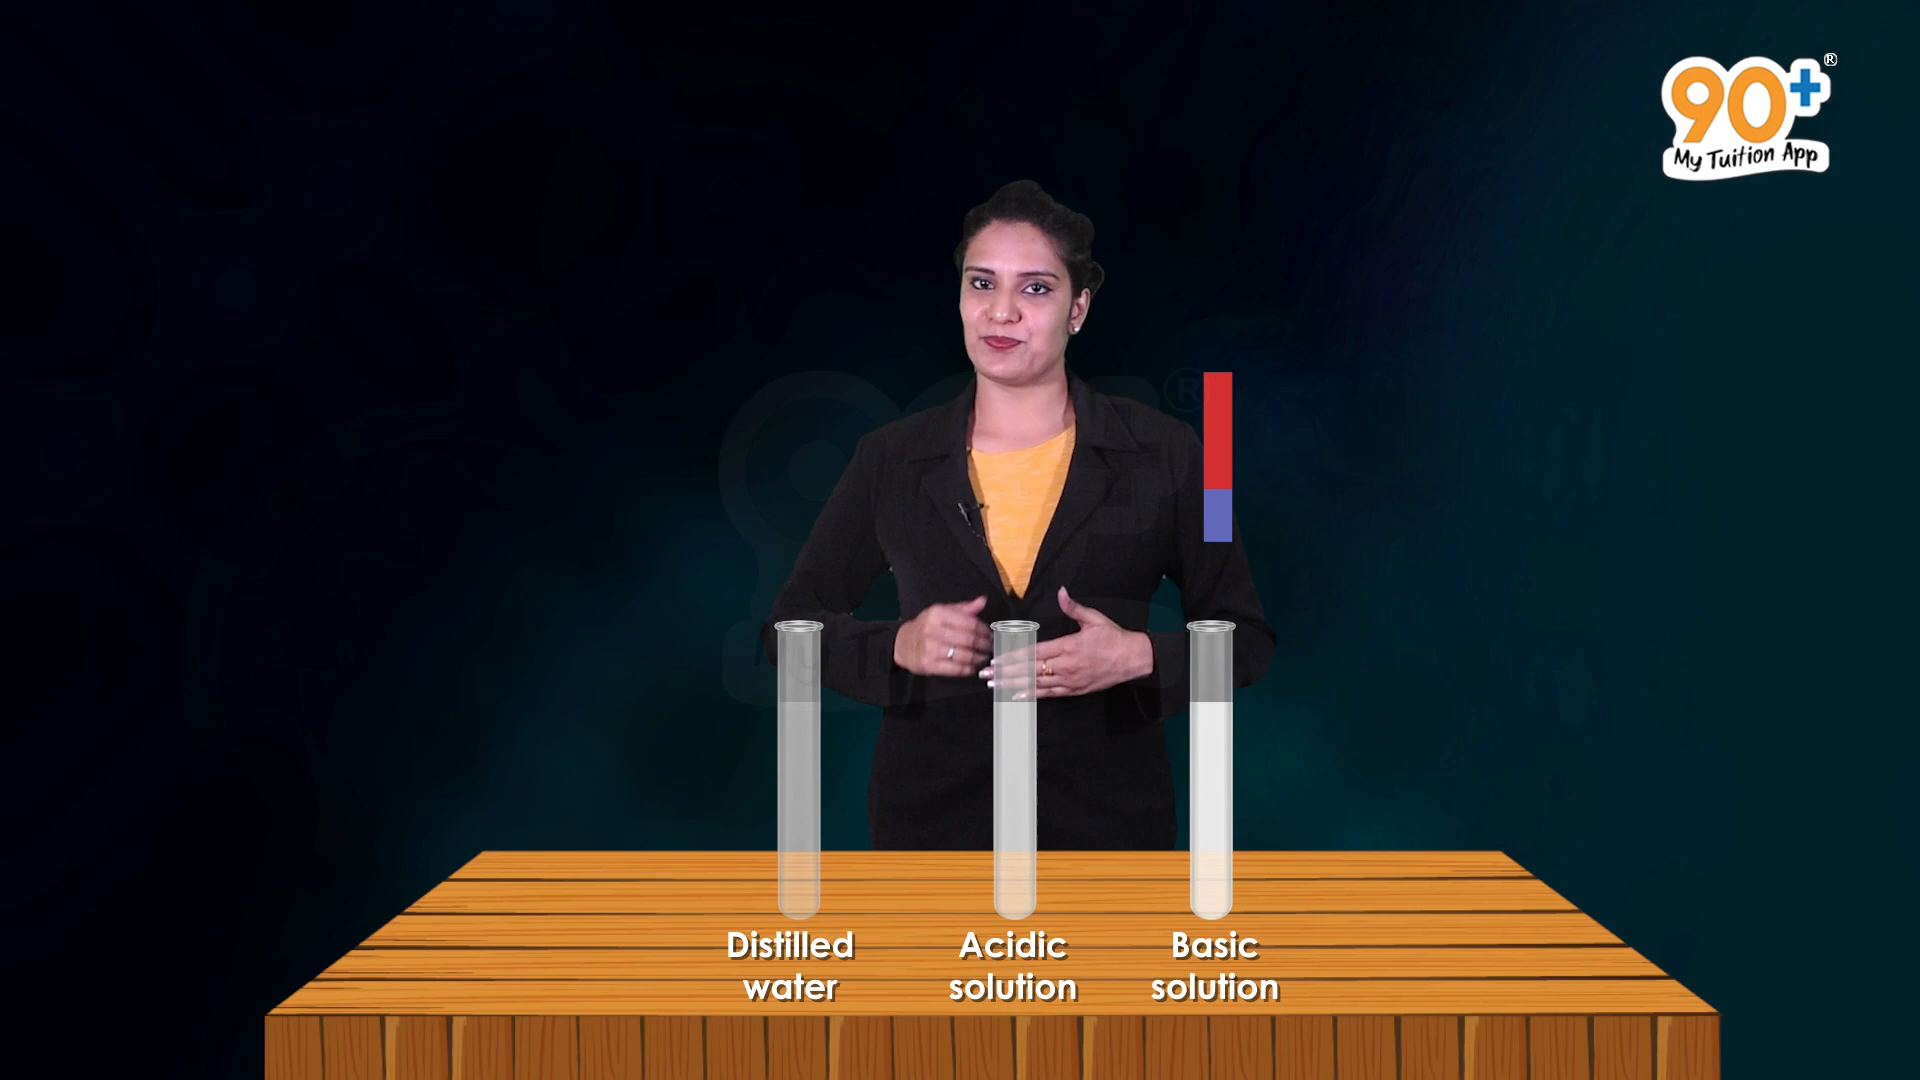 90+®
My Tuition App
Distilled
water
Acidic
solution
Basic
solution